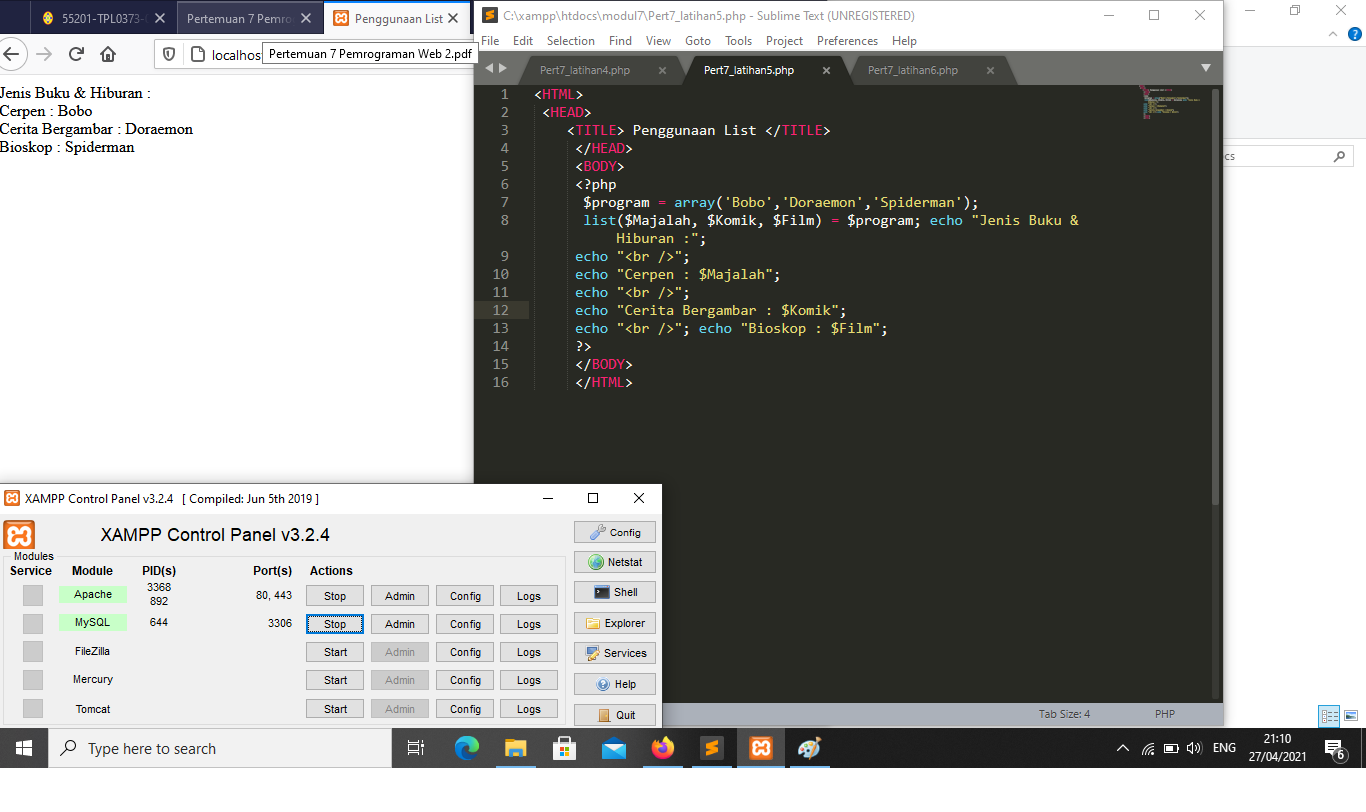 55201-TPL0373-
Pertemuan 7 Pemro
Penggunaan List
localhos
Pertemuan 7 Pemrograman Web 2.pdf
Jenis Buku & Hiburan :
Cerpen : Bobo
Cerita Bergambar : Doraemon
Bioskop : Spiderman
C:\xampp\htdocs\modul7\Pert7_latihan5.php - Sublime Text (UNREGISTERED)
File Edit Selection Find View Goto Tools Project Preferences Help
Pert7_latihan4.php Pert7_latihan5.php Pert7_latihan6.php
1 <HTML>
2 <HEAD>
3 <TITLE> Penggunaan List </TITLE>
4 </HEAD>
5 <BODY>
6 <?php
7 $program = array('Bobo','Doraemon','Spiderman');
8 list($Majalah, $Komik, $Film) = $program; echo "Jenis Buku &
Hiburan :";
9 echo "<br />";
10 echo "Cerpen : $Majalah";
11 echo "<br />";
12 echo "Cerita Bergambar : $Komik";
13 echo "<br />"; echo "Bioskop : $Film";
14 ?>
15 </BODY>
16 </HTML>
Tab Size: 4 PHP
cs
XAMPP Control Panel v3.2.4 [ Compiled: Jun 5th 2019 ]
XAMPP Control Panel v3.2.4
Modules
Service Module PID(s) Port(s) Actions
Apache 3368 892 80, 443 Stop Admin Config Logs
MySQL 644 3306 Stop Admin Config Logs
FileZilla Start Admin Config Logs
Mercury Start Admin Config Logs
Tomcat Start Admin Config Logs
Config
Netstat
Shell
Explorer
Services
Help
Quit
Type here to search
ENG
21:10
27/04/2021
6